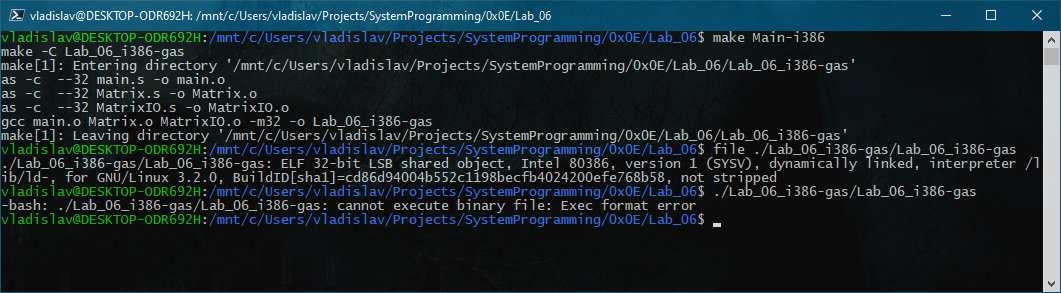 vladislav@DESKTOP-ODR692H: /mnt/c/Users/vladislav/Projects/SystemProgramming/0x0E/Lab_06
vladislav@DESKTOP-ODR692H:/mnt/c/Users/vladislav/Projects/SystemProgramming/0x0E/Lab_06$ make Main-i386
make -C Lab_06_i386-gas
make[1]: Entering directory '/mnt/c/Users/vladislav/Projects/SystemProgramming/0x0E/Lab_06/Lab_06_i386-gas'
as -c  --32 main.s -o main.o
as -c  --32 Matrix.s -o Matrix.o
as -c  --32 MatrixIO.s -o MatrixIO.o
gcc main.o Matrix.o MatrixIO.o -m32 -o Lab_06_i386-gas
make[1]: Leaving directory '/mnt/c/Users/vladislav/Projects/SystemProgramming/0x0E/Lab_06/Lab_06_i386-gas'
vladislav@DESKTOP-ODR692H:/mnt/c/Users/vladislav/Projects/SystemProgramming/0x0E/Lab_06$ file ./Lab_06_i386-gas/Lab_06_i386-gas
./Lab_06_i386-gas/Lab_06_i386-gas: ELF 32-bit LSB shared object, Intel 80386, version 1 (SYSV), dynamically linked, interpreter /l
ib/ld-, for GNU/Linux 3.2.0, BuildID[sha1]=cd86d94004b552c1198becfb4024200efe768b58, not stripped
vladislav@DESKTOP-ODR692H:/mnt/c/Users/vladislav/Projects/SystemProgramming/0x0E/Lab_06$ ./Lab_06_i386-gas/Lab_06_i386-gas
-bash: ./Lab_06_i386-gas/Lab_06_i386-gas: cannot execute binary file: Exec format error
vladislav@DESKTOP-ODR692H:/mnt/c/Users/vladislav/Projects/SystemProgramming/0x0E/Lab_06$